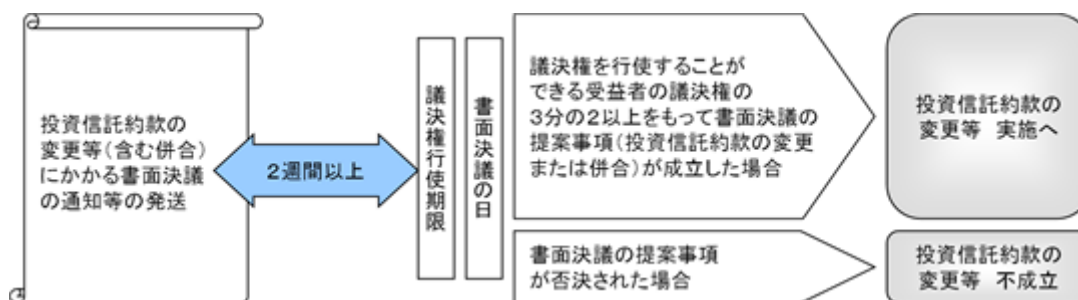 投資信託約款の
変更等(含む併合)
にかかる書面決議
の通知等の発送
2週間以上
議決権行使期限
書面決議の日
議決権を行使することが
できる受益者の議決権の
3分の2以上をもって書面決議の
提案事項(投資信託約款の変更
または併合)が成立した場合
投資信託約款の
変更等 実施へ
書面決議の提案事項
が否決された場合
投資信託約款の
変更等 不成立